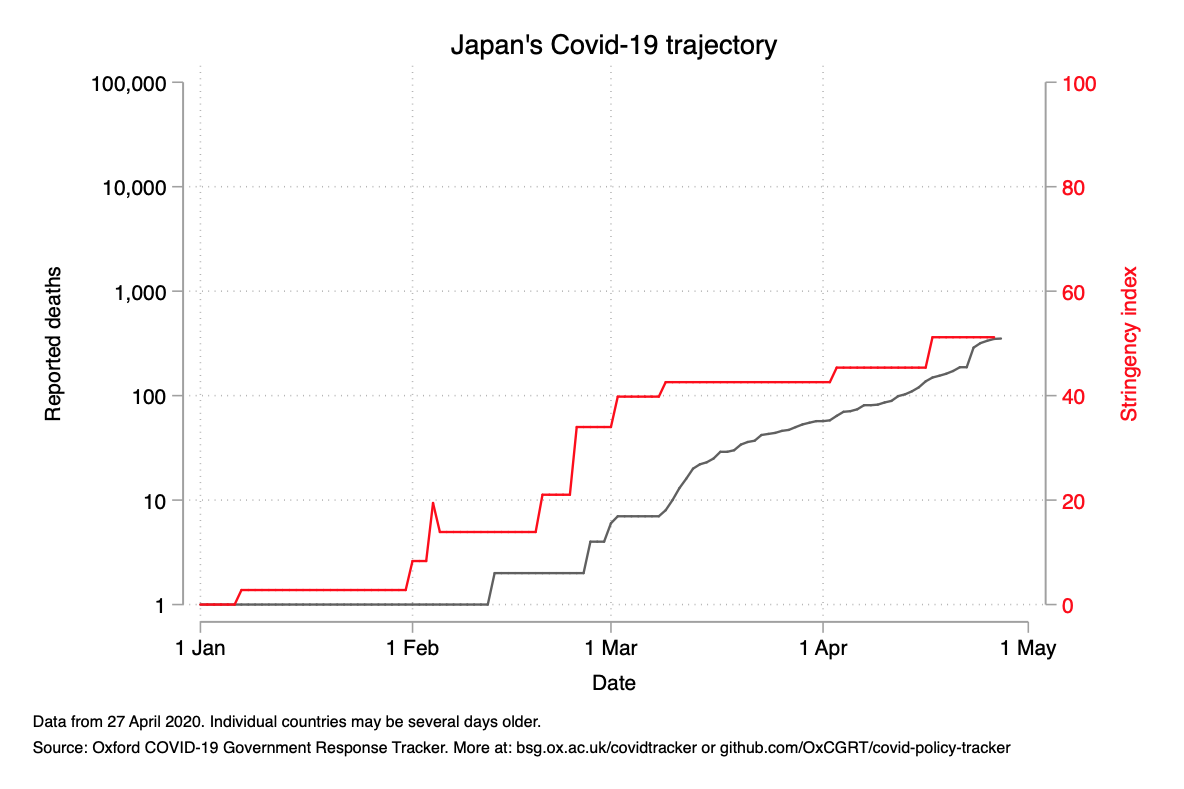 Japan's Covid-19 trajectory
100,000
10,000
1,000
100
10
1
Reported deaths
100
80
60
40
20
0
Stringency index
1 Jan
1 Feb
1 Mar
1 Apr
1 May
Date
Data from 27 April 2020. Individual countries may be several days older.
Source: Oxford COVID-19 Government Response Tracker. More at: bsg.ox.ac.uk/covidtracker or github.com/OxCGRT/covid-policy-tracker